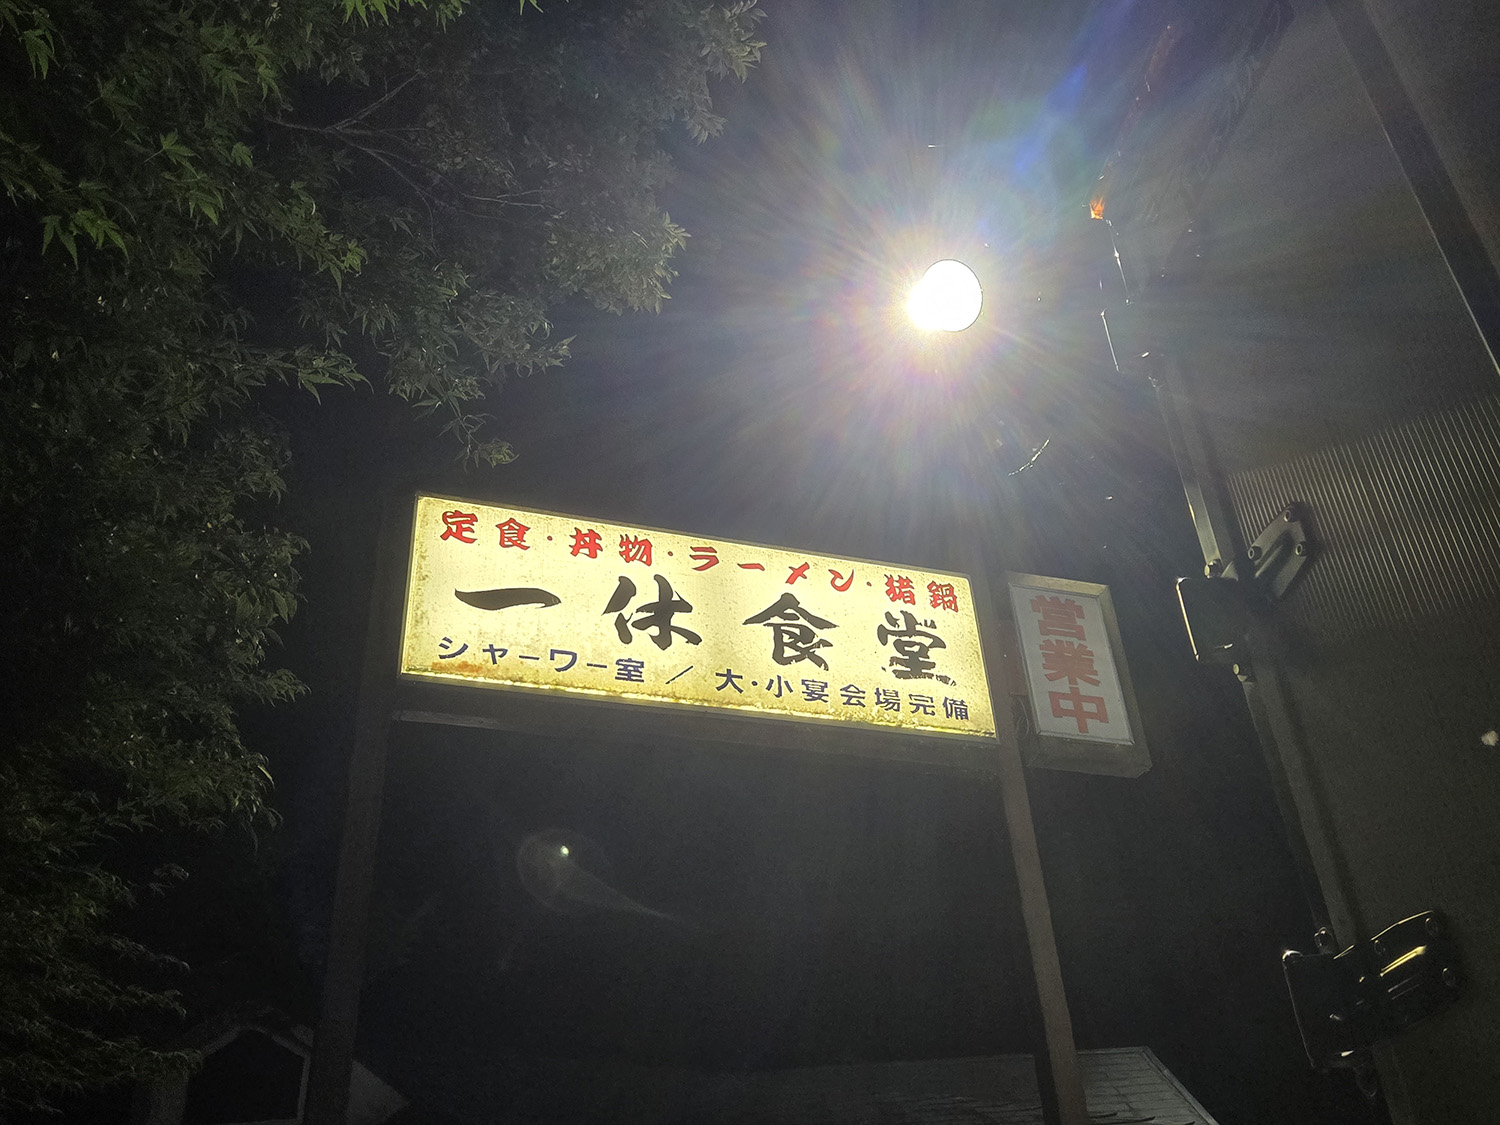 定食・丼物・ラーメン・猪鍋
一休食堂
シャーワー室／大・小宴会場完備
営業中